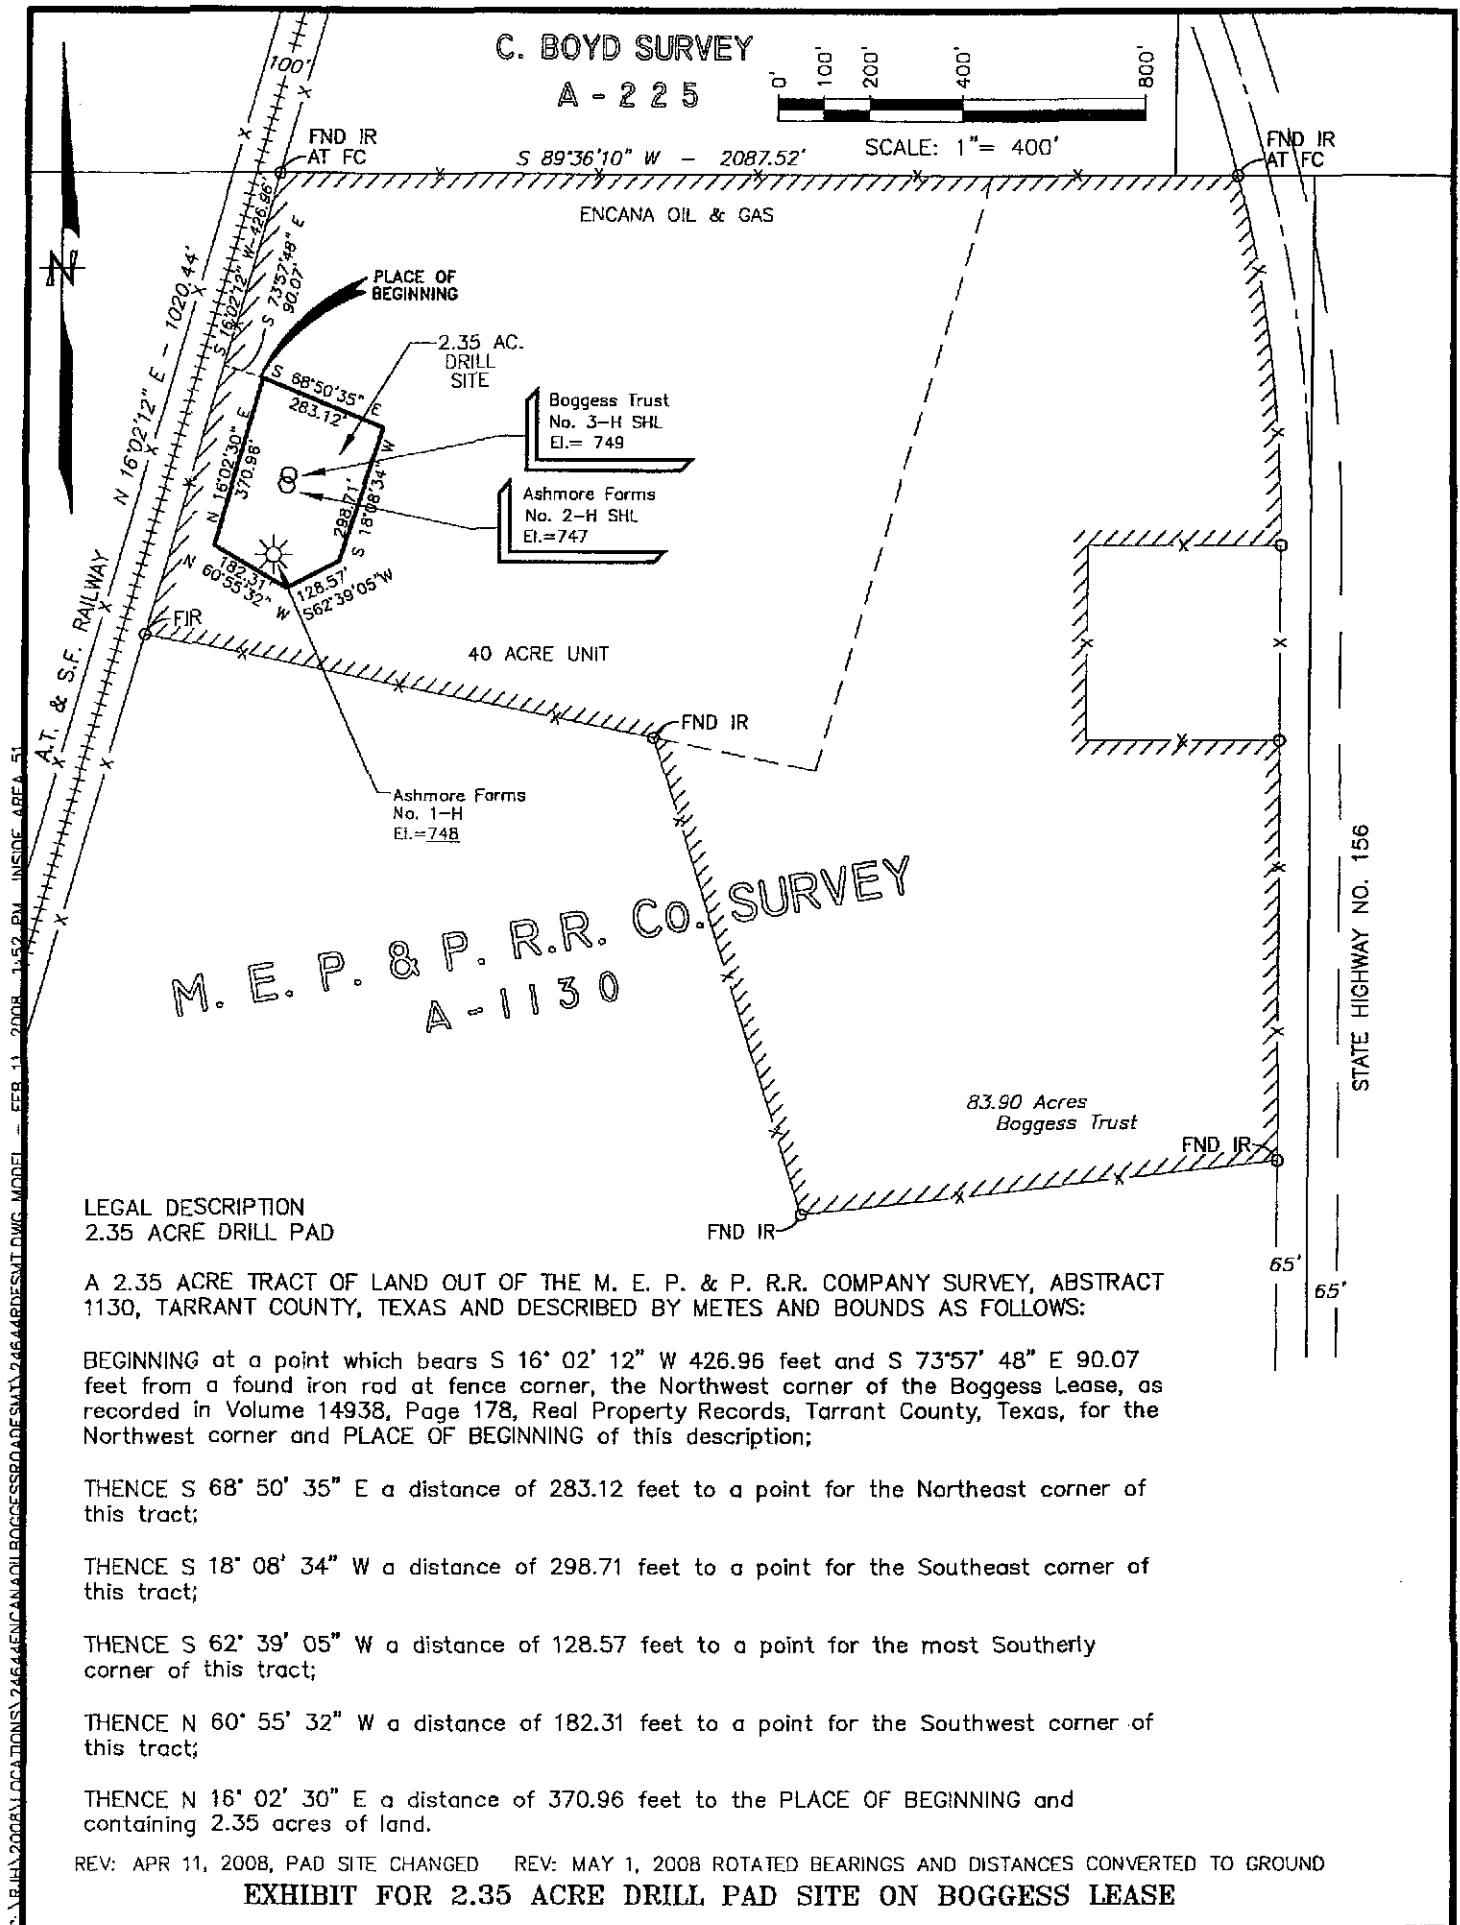 C. BOYD SURVEY
A-225
0' 100' 200' 400' 800'
SCALE: 1"= 400'
100'
FND IR
AT FC
S 89°36'10" W - 2087.52'
FND IR
AT FC
ENCANA OIL & GAS
S 16°02'12" W-426.96'
S 73°57'48" E
90.07'
N 16°02'12" E - 1020.44'
N
PLACE OF
BEGINNING
2.35 AC.
DRILL
SITE
S 68°50'35" E
283.12'
Boggess Trust
No. 3-H SHL
El.= 749
Ashmore Farms
No. 2-H SHL
El.=747
N 16°02'30" E
370.96'
298.71'
S 18°08'34" W
182.31'
N 60°55'32" W
128.57'
S62°39'05"W
FIR
A.T. & S.F. RAILWAY
40 ACRE UNIT
FND IR
Ashmore Farms
No. 1-H
El.=748
M. E. P. & P. R.R. Co. SURVEY
A-1130
STATE HIGHWAY NO. 156
83.90 Acres
Boggess Trust
FND IR
FND IR
65'
65'
LEGAL DESCRIPTION
2.35 ACRE DRILL PAD
A 2.35 ACRE TRACT OF LAND OUT OF THE M. E. P. & P. R.R. COMPANY SURVEY, ABSTRACT
1130, TARRANT COUNTY, TEXAS AND DESCRIBED BY METES AND BOUNDS AS FOLLOWS:
BEGINNING at a point which bears S 16° 02' 12" W 426.96 feet and S 73°57' 48" E 90.07
feet from a found iron rod at fence corner, the Northwest corner of the Boggess Lease, as
recorded in Volume 14938, Page 178, Real Property Records, Tarrant County, Texas, for the
Northwest corner and PLACE OF BEGINNING of this description;
THENCE S 68° 50' 35" E a distance of 283.12 feet to a point for the Northeast corner of
this tract;
THENCE S 18° 08' 34" W a distance of 298.71 feet to a point for the Southeast corner of
this tract;
THENCE S 62° 39' 05" W a distance of 128.57 feet to a point for the most Southerly
corner of this tract;
THENCE N 60° 55' 32" W a distance of 182.31 feet to a point for the Southwest corner of
this tract;
THENCE N 16° 02' 30" E a distance of 370.96 feet to the PLACE OF BEGINNING and
containing 2.35 acres of land.
REV: APR 11, 2008, PAD SITE CHANGED REV: MAY 1, 2008 ROTATED BEARINGS AND DISTANCES CONVERTED TO GROUND
EXHIBIT FOR 2.35 ACRE DRILL PAD SITE ON BOGGESS LEASE
FEB 11, 2008 1:52 PM INSIDE AREA 51